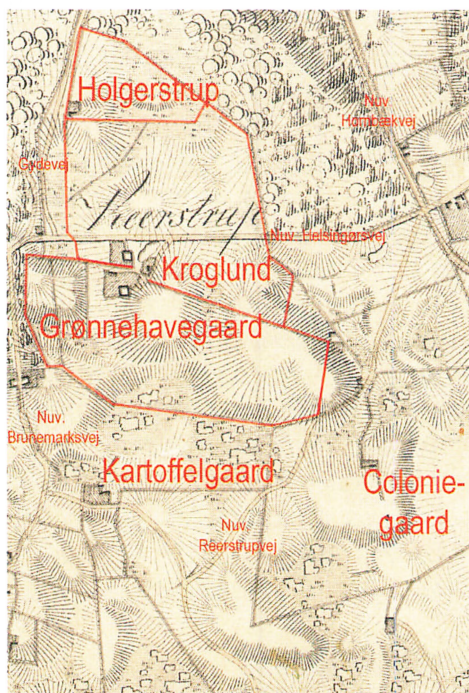 Holgerstrup
Nuv.
Hornbækvej
Gydevej
Reerstrup
Nuv. Helsingørsvej
Kroglund
Grønnehavegaard
Nuv.
Brunemarksvej
Kartoffelgaard
Colonie-
gaard
Nuv.
Reerstrupvej